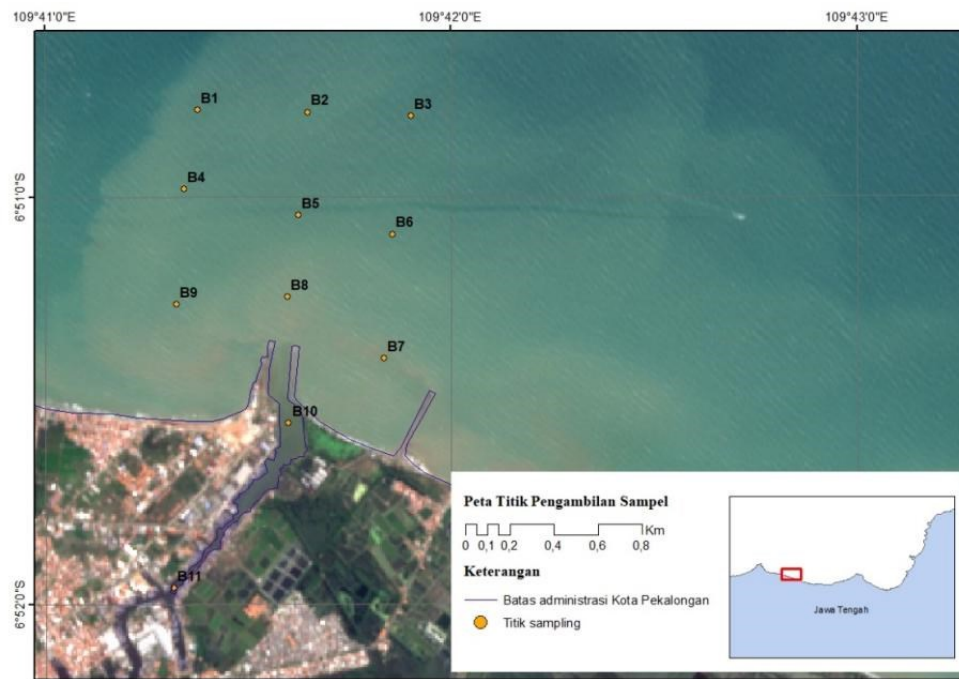 109°41'0"E 109°42'0"E 109°43'0"E
B1 B2 B3
B4
6°51'0"S
B5
B6
B8
B9
B7
B10
Peta Titik Pengambilan Sampel
Km
0 0,1 0,2 0,4 0,6 0,8
Keterangan
B11
Batas administrasi Kota Pekalongan
6°52'0"S
Jawa Tengah
Titik sampling